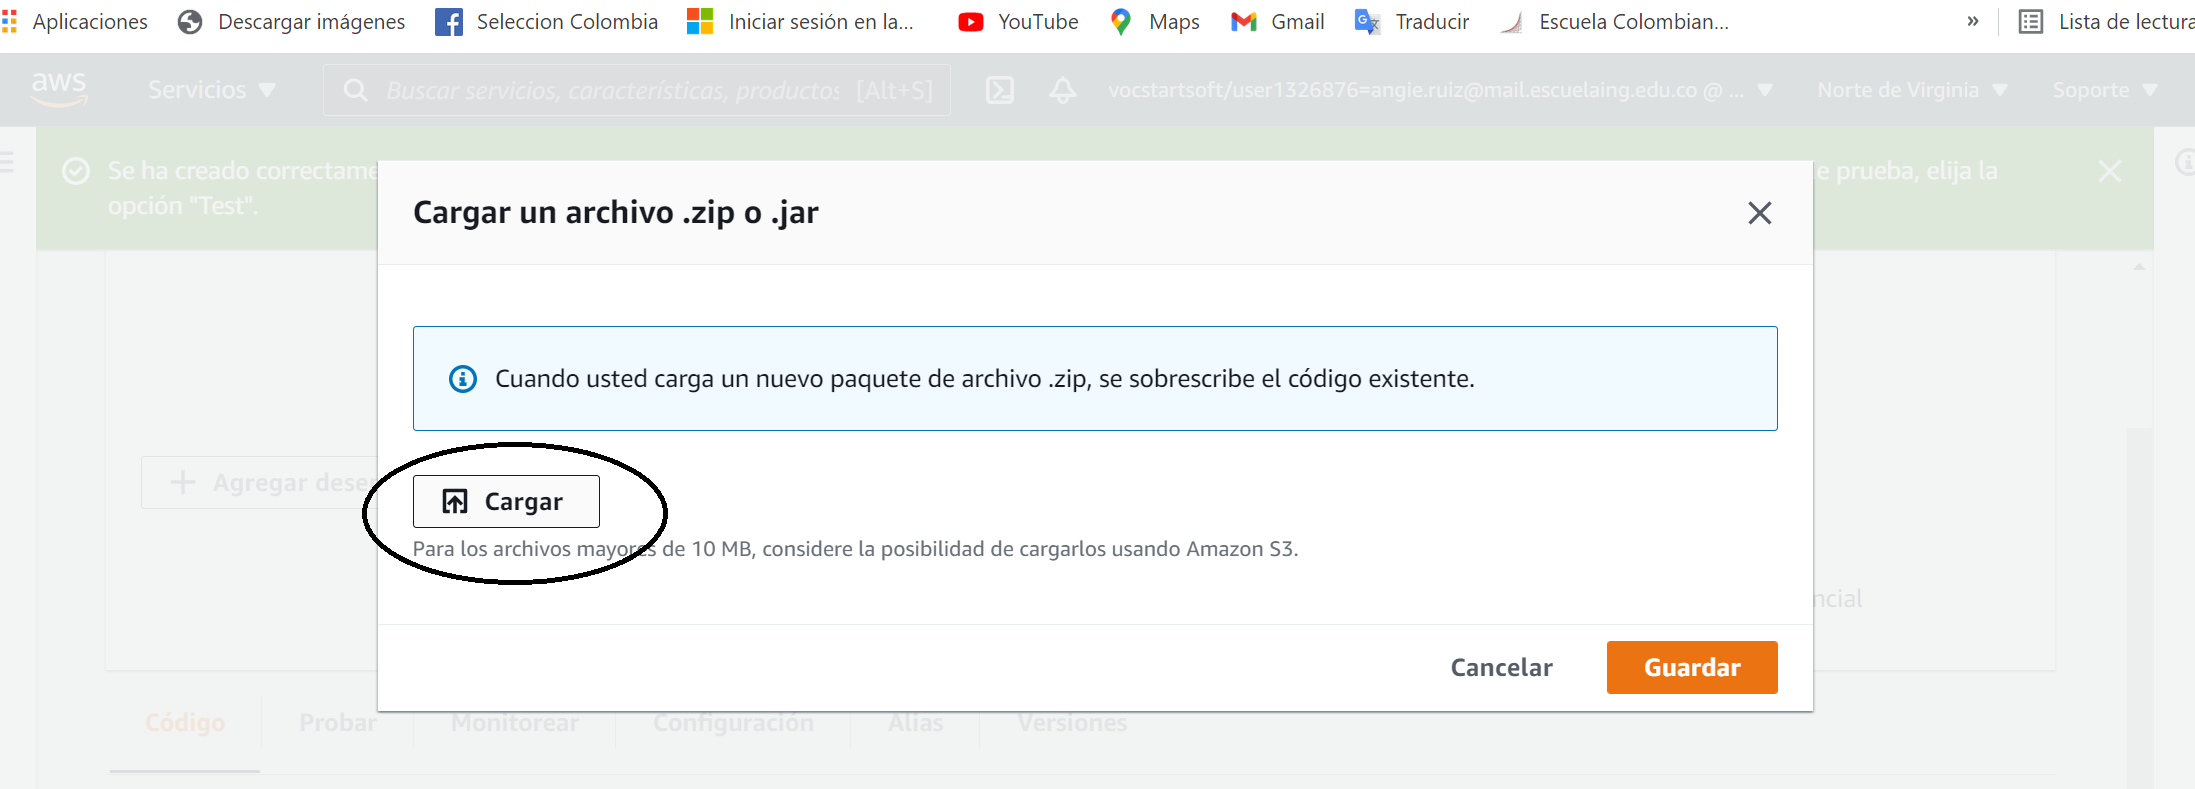 Aplicaciones Descargar imágenes Seleccion Colombia Iniciar sesión en la... YouTube Maps Gmail Traducir Escuela Colombian... » Lista de lectura
aws Servicios Buscar servicios, características, productos [Alt+S] vocstartsoft/user1326876=angie.ruiz@mail.escuelaing.edu.co @ ... Norte de Virginia Soporte
Se ha creado correctame e prueba, elija la
opción "Test".
Cargar un archivo .zip o .jar
Cuando usted carga un nuevo paquete de archivo .zip, se sobrescribe el código existente.
Agregar dese
Cargar
Para los archivos mayores de 10 MB, considere la posibilidad de cargarlos usando Amazon S3.
ncial
Cancelar Guardar
Código Probar Monitorear Configuración Alias Versiones